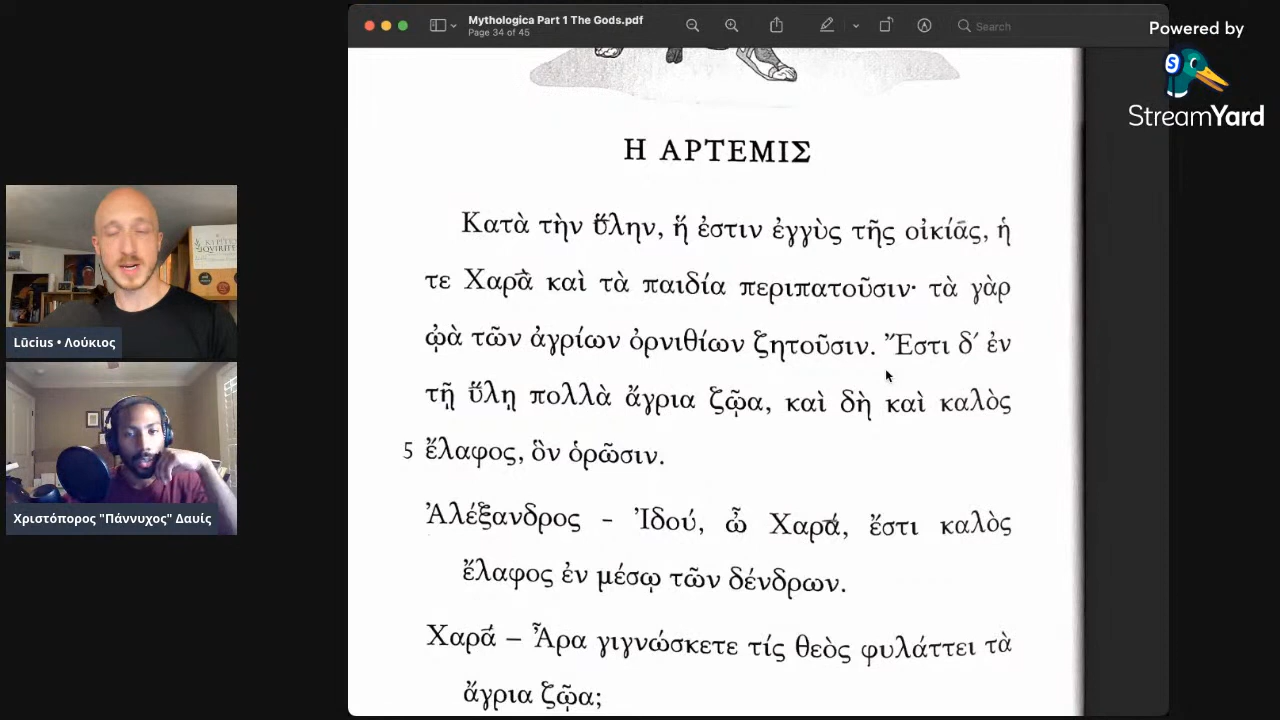 Mythologica Part 1 The Gods.pdf
Page 34 of 45
Search
Powered by
S
StreamYard
Η ΑΡΤΕΜΙΣ
Κατὰ τὴν ὕ̄λην, ἥ ἐστιν ἐγγὺς τῆς οἰκίᾱς, ἡ
τε Χαρᾱ̀ καὶ τὰ παιδία περιπατοῦσιν· τὰ γὰρ
ᾠὰ τῶν ἀγρίων ὀρνιθίων ζητοῦσιν. Ἔστι δ’ ἐν
τῇ ὕ̄λῃ πολλὰ ἄγρια ζῷα, καὶ δὴ καὶ καλὸς
5 ἔλαφος, ὃν ὁρῶσιν.
Ἀλέξανδρος – Ἰδού, ὦ Χαρᾱ́, ἔστι καλὸς
ἔλαφος ἐν μέσῳ τῶν δένδρων.
Χαρᾱ́ – Ἆρα γιγνώσκετε τίς θεὸς φυλάττει τὰ
ἄγρια ζῷα;
Lūcius • Λούκιος
Χριστόπορος "Πάννυχος" Δαυίς